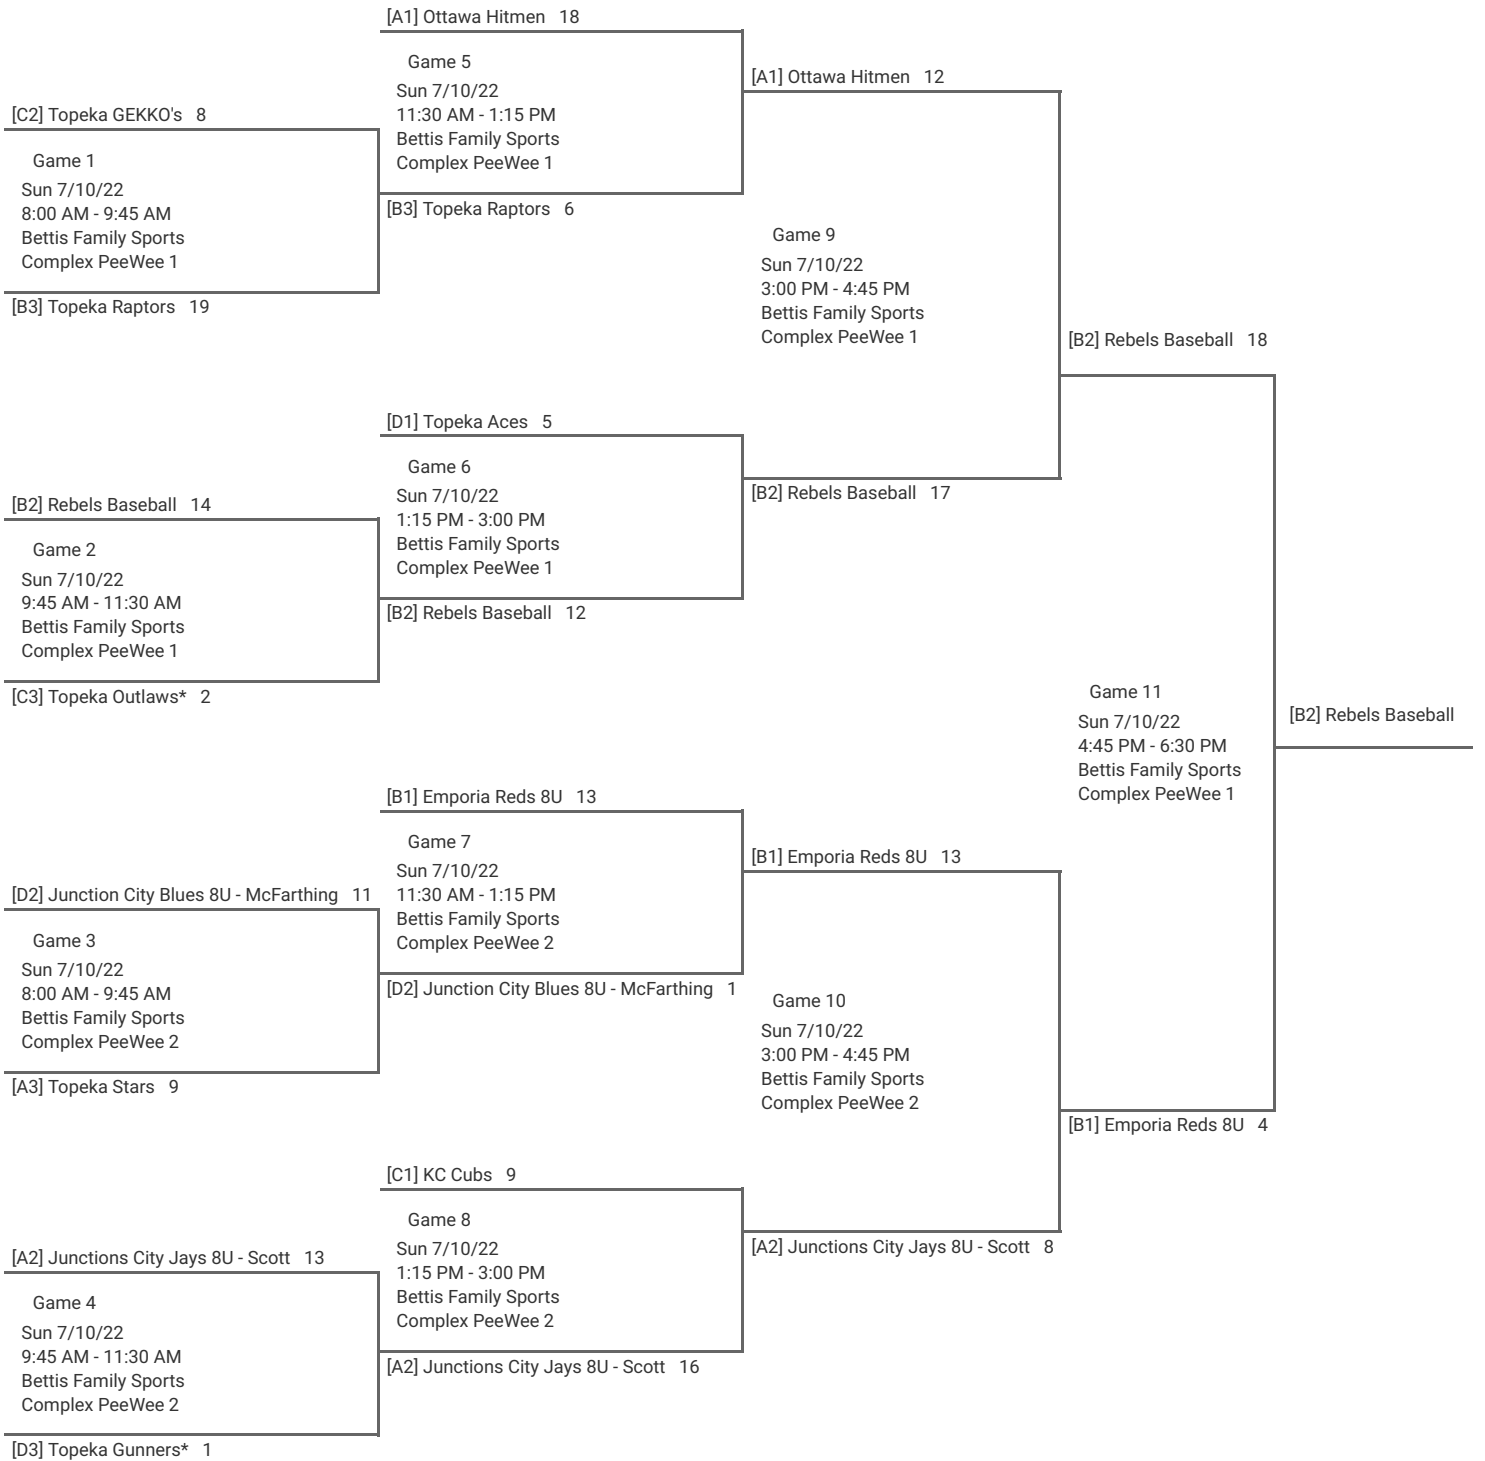 [A1] Ottawa Hitmen 18
Game 5
Sun 7/10/22
11:30 AM - 1:15 PM
Bettis Family Sports
Complex PeeWee 1
[B3] Topeka Raptors 6
[C2] Topeka GEKKO's 8
Game 1
Sun 7/10/22
8:00 AM - 9:45 AM
Bettis Family Sports
Complex PeeWee 1
[B3] Topeka Raptors 19
[A1] Ottawa Hitmen 12
Game 9
Sun 7/10/22
3:00 PM - 4:45 PM
Bettis Family Sports
Complex PeeWee 1
[B2] Rebels Baseball 17
[B2] Rebels Baseball 18
[D1] Topeka Aces 5
Game 6
Sun 7/10/22
1:15 PM - 3:00 PM
Bettis Family Sports
Complex PeeWee 1
[B2] Rebels Baseball 12
[B2] Rebels Baseball 14
Game 2
Sun 7/10/22
9:45 AM - 11:30 AM
Bettis Family Sports
Complex PeeWee 1
[C3] Topeka Outlaws* 2
Game 11
Sun 7/10/22
4:45 PM - 6:30 PM
Bettis Family Sports
Complex PeeWee 1
[B2] Rebels Baseball
[B1] Emporia Reds 8U 13
Game 7
Sun 7/10/22
11:30 AM - 1:15 PM
Bettis Family Sports
Complex PeeWee 2
[D2] Junction City Blues 8U - McFarthing 1
[D2] Junction City Blues 8U - McFarthing 11
Game 3
Sun 7/10/22
8:00 AM - 9:45 AM
Bettis Family Sports
Complex PeeWee 2
[A3] Topeka Stars 9
[B1] Emporia Reds 8U 13
Game 10
Sun 7/10/22
3:00 PM - 4:45 PM
Bettis Family Sports
Complex PeeWee 2
[A2] Junctions City Jays 8U - Scott 8
[B1] Emporia Reds 8U 4
[C1] KC Cubs 9
Game 8
Sun 7/10/22
1:15 PM - 3:00 PM
Bettis Family Sports
Complex PeeWee 2
[A2] Junctions City Jays 8U - Scott 16
[A2] Junctions City Jays 8U - Scott 13
Game 4
Sun 7/10/22
9:45 AM - 11:30 AM
Bettis Family Sports
Complex PeeWee 2
[D3] Topeka Gunners* 1